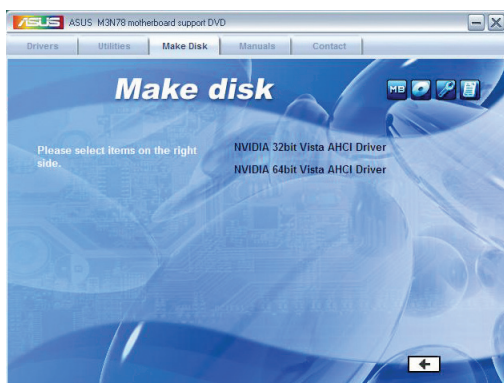 ASUS ASUS M3N78 motherboard support DVD
Drivers Utilities Make Disk Manuals Contact
Make disk
MB
Please select items on the right
side.
NVIDIA 32bit Vista AHCI Driver
NVIDIA 64bit Vista AHCI Driver